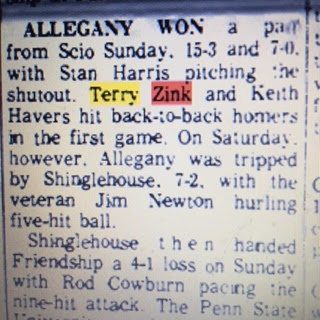 ALLEGANY WON a pair
from Scio Sunday, 15-3 and 7-0,
with Stan Harris pitching the
shutout. Terry Zink and Keith
Havers hit back-to-back homers
in the first game. On Saturday,
however, Allegany was tripped
by Shinglehouse, 7-2, with the
veteran Jim Newton hurling
five-hit ball.
Shinglehouse then handed
Friendship a 4-1 loss on Sunday
with Rod Cowburn pacing the
nine-hit attack. The Penn State